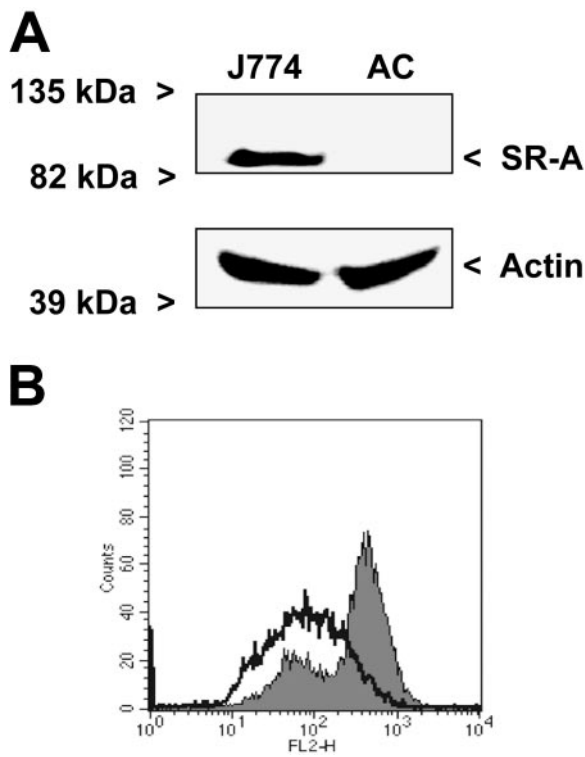 A
J774 AC
135 kDa >
< SR-A
82 kDa >
< Actin
39 kDa >
B
120
100
80
60
40
20
0
Counts
10^0 10^1 10^2 10^3 10^4
FL2-H